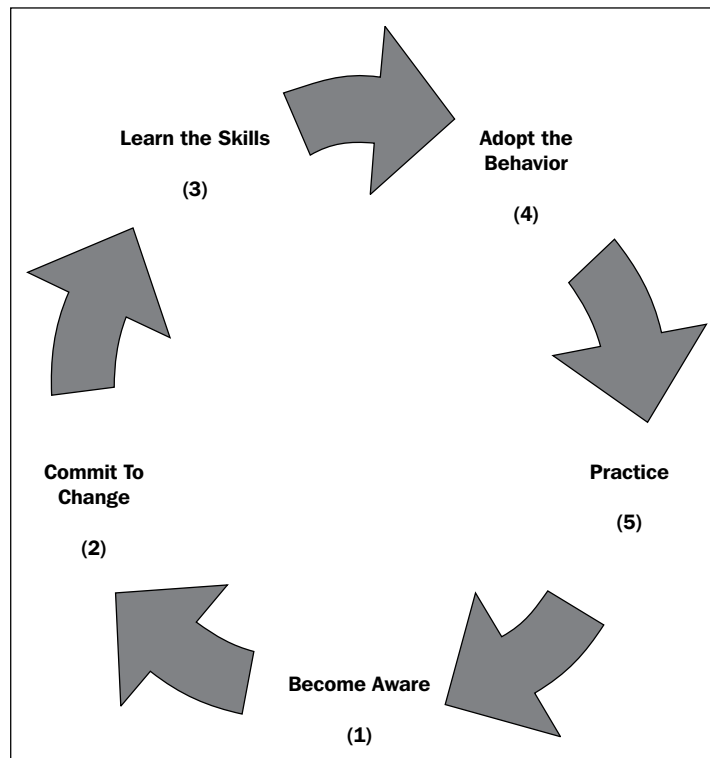 Learn the Skills
(3)
Adopt the
Behavior
(4)
Commit To
Change
(2)
Practice
(5)
Become Aware
(1)